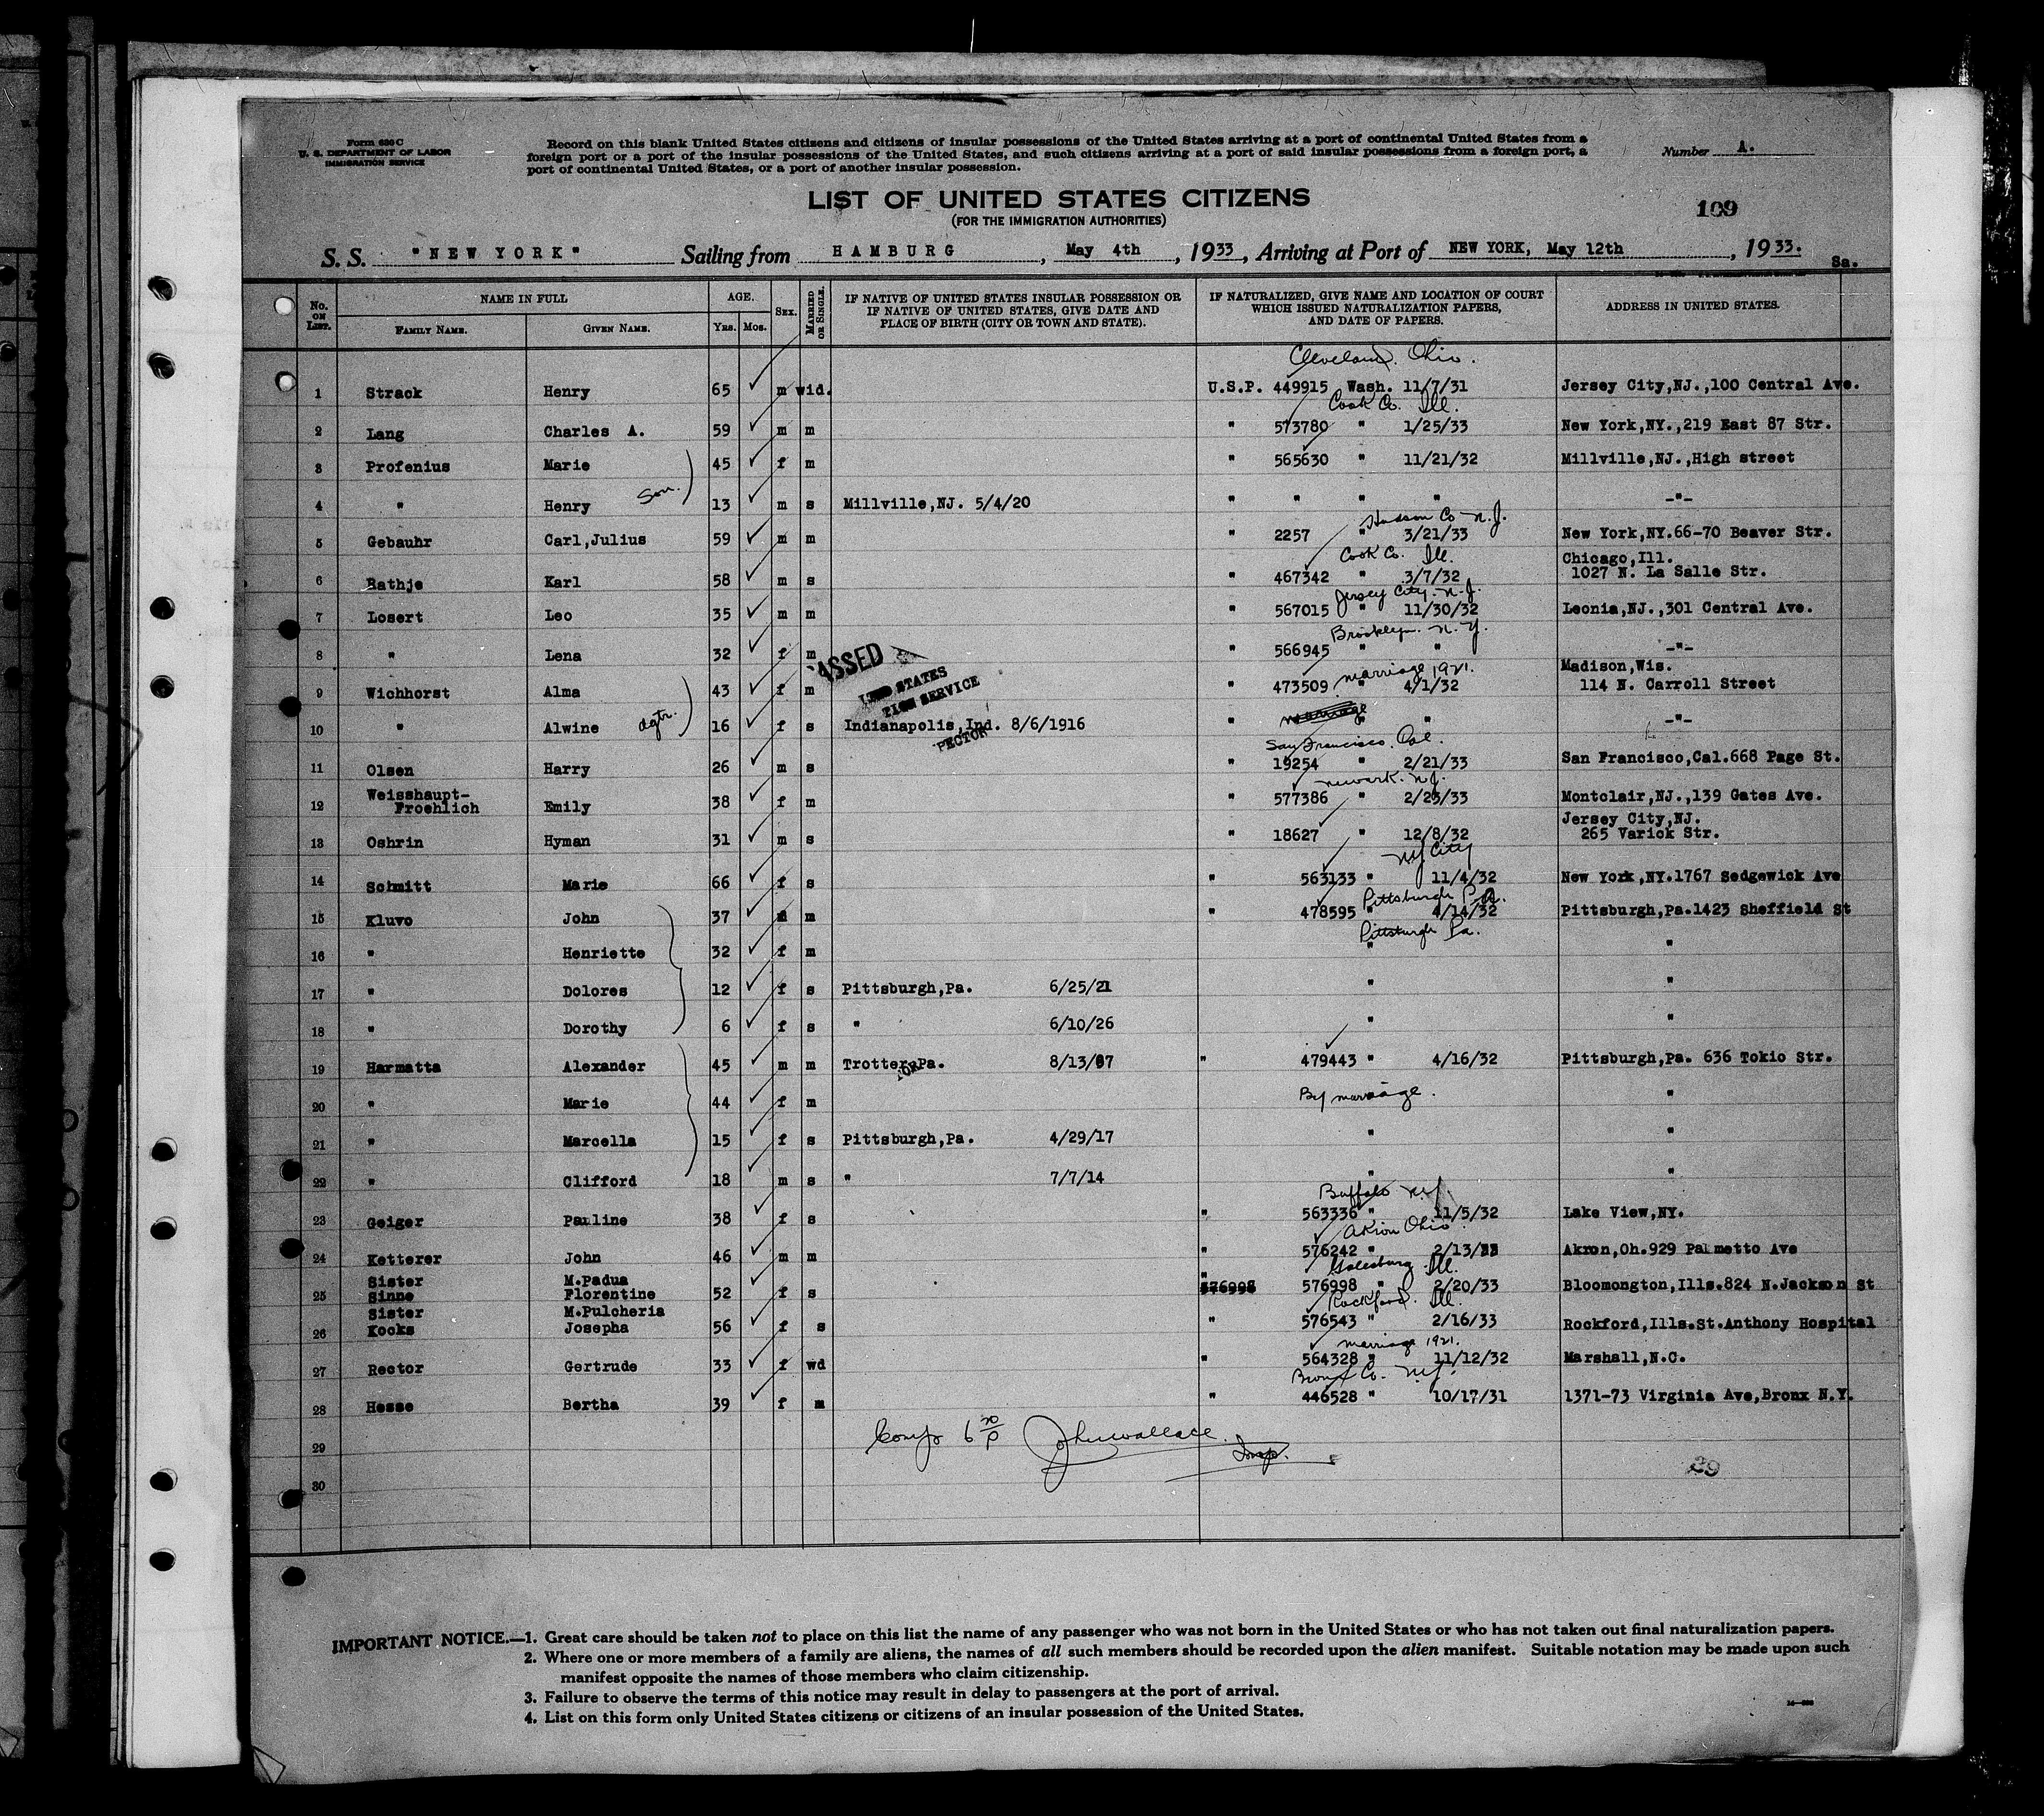 Form 630 C
U. S. DEPARTMENT OF LABOR
IMMIGRATION SERVICE
Record on this blank United States citizens and citizens of insular possessions of the United States arriving at a port of continental United States from a
foreign port or a port of the insular possessions of the United States, and such citizens arriving at a port of said insular possessions from a foreign port, a
port of continental United States, or a port of another insular possession.
Number A.
LIST OF UNITED STATES CITIZENS
(FOR THE IMMIGRATION AUTHORITIES)
109
S. S. "NEW YORK" Sailing from HAMBURG, May 4th, 1933, Arriving at Port of NEW YORK, May 12th, 1933.
Sa.
No. ON LIST. NAME IN FULL FAMILY NAME. GIVEN NAME. AGE. YRS. MOS. SEX. MARRIED OR SINGLE. IF NATIVE OF UNITED STATES INSULAR POSSESSION OR IF NATIVE OF UNITED STATES, GIVE DATE AND PLACE OF BIRTH (CITY OR TOWN AND STATE). IF NATURALIZED, GIVE NAME AND LOCATION OF COURT WHICH ISSUED NATURALIZATION PAPERS, AND DATE OF PAPERS. ADDRESS IN UNITED STATES.
Cleveland. Ohio.
1 Strack Henry 65 m wid. U.S.P. 449915 Wash. 11/7/31 Jersey City,NJ.,100 Central Ave.
Cook Co. Ill.
2 Lang Charles A. 59 m m " 573780 " 1/25/33 New York,NY.,219 East 87 Str.
3 Profenius Marie 45 f m " 565630 " 11/21/32 Millville,NJ.,High street
4 " Henry Son. 13 m s Millville,NJ. 5/4/20 " " " " -"-
Hudson Co N.J.
5 Gebauhr Carl,Julius 59 m m " 2257 " 3/21/33 New York,NY.66-70 Beaver Str.
Cook Co. Ill. Chicago,Ill.
6 Rathje Karl 58 m s " 467342 " 3/7/32 1027 N. La Salle Str.
Jersey City. N.J.
7 Losert Leo 35 m m " 567015 " 11/30/32 Leonia,NJ.,301 Central Ave.
Brooklyn. N.Y.
8 " Lena 32 f m " 566945 " " -"-
marriage 1921. Madison,Wis.
9 Wichhorst Alma 43 f m " 473509 " 4/1/32 114 N. Carroll Street
ASSED
STATES
TION SERVICE
PECTOR
marriage
10 " Alwine dgtr. 16 f s Indianapolis,Ind. 8/6/1916 " " " -"-
San Francisco. Cal.
11 Olsen Harry 26 m s " 19254 " 2/21/33 San Francisco,Cal.668 Page St.
Newark. N.J.
12 Weisshaupt-Froehlich Emily 38 f m " 577386 " 2/23/33 Montclair,NJ.,139 Gates Ave.
Jersey City,NJ.
13 Oshrin Hyman 31 m s " 18627 " 12/8/32 265 Varick Str.
NY City
14 Schmitt Marie 66 f s " 563133 " 11/4/32 New York,NY.1767 Sedgewick Ave
Pittsburgh Pa.
15 Kluvo John 37 m m " 478595 " 4/14/32 Pittsburgh,Pa.1423 Sheffield St
Pittsburgh Pa.
16 " Henriette 32 f m " "
17 " Dolores 12 f s Pittsburgh,Pa. 6/25/21 " "
18 " Dorothy 6 f s " 6/10/26 " "
19 Harmatta Alexander 45 m m Trotter,Pa. 8/13/87 " 479443 " 4/16/32 Pittsburgh,Pa. 636 Tokio Str.
20 " Marie 44 f m By marriage. "
21 " Marcella 15 f s Pittsburgh,Pa. 4/29/17 " "
22 " Clifford 18 m s " 7/7/14 " "
Buffalo NY
23 Geiger Pauline 38 f s " 563336 " 11/5/32 Lake View,NY.
Akron Ohio
24 Ketterer John 46 m m " 576242 " 2/13/33 Akron,Oh.929 Palmetto Ave
Galesburg Ill.
Sister M.Padua "
25 Sinne Florentine 52 f s 576998 576998 " 2/20/33 Bloomongton,Ills.824 N.Jackson St
Rockford. Ill.
Sister M.Pulcheria
26 Kocks Josepha 56 f s " 576543 " 2/16/33 Rockford,Ills.St.Anthony Hospital
marriage 1921.
27 Rector Gertrude 33 f wd " 564328 " 11/12/32 Marshall,N.C.
Bronx Co. NY.
28 Hesse Bertha 39 f m " 446528 " 10/17/31 1371-73 Virginia Ave,Bronx N.Y.
29 Comp 6 P John Wallace. Insp.
39
30
IMPORTANT NOTICE.—1. Great care should be taken not to place on this list the name of any passenger who was not born in the United States or who has not taken out final naturalization papers.
2. Where one or more members of a family are aliens, the names of all such members should be recorded upon the alien manifest. Suitable notation may be made upon such
manifest opposite the names of those members who claim citizenship.
3. Failure to observe the terms of this notice may result in delay to passengers at the port of arrival.
4. List on this form only United States citizens or citizens of an insular possession of the United States.